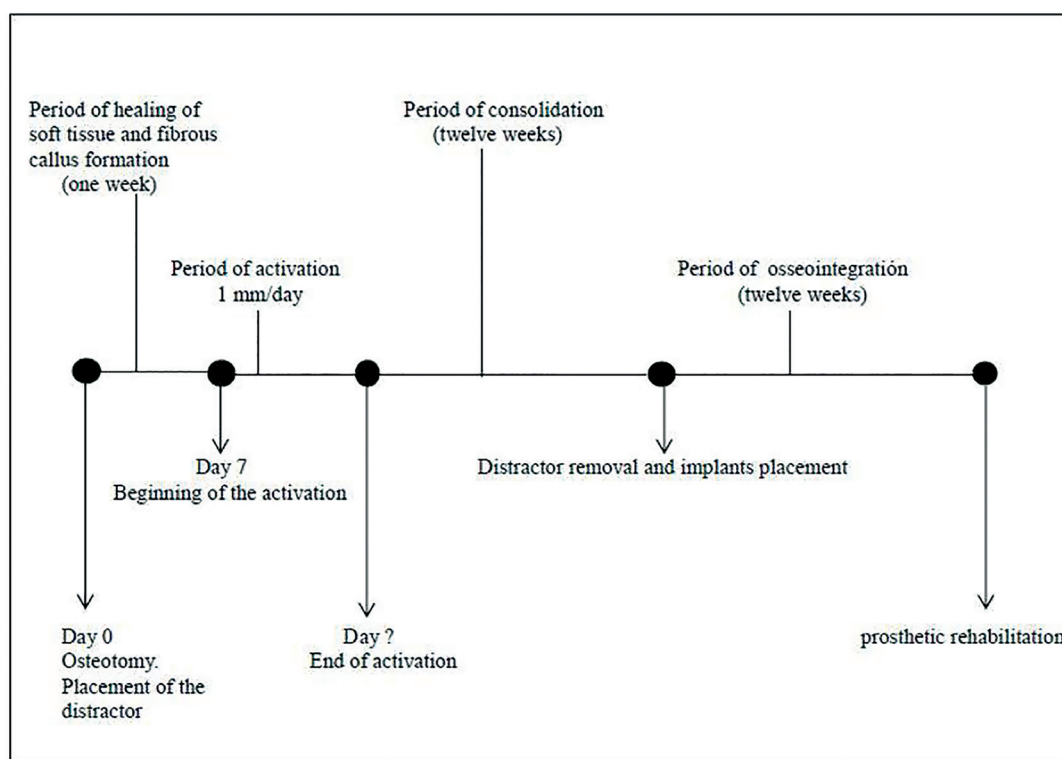 Period of healing of
soft tissue and fibrous
callus formation
(one week)
Period of consolidation
(twelve weeks)
Period of activation
1 mm/day
Period of osseointegratión
(twelve weeks)
Day 7
Beginning of the activation
Distractor removal and implants placement
Day 0
Osteotomy.
Placement of the
distractor
Day ?
End of activation
prosthetic rehabilitation